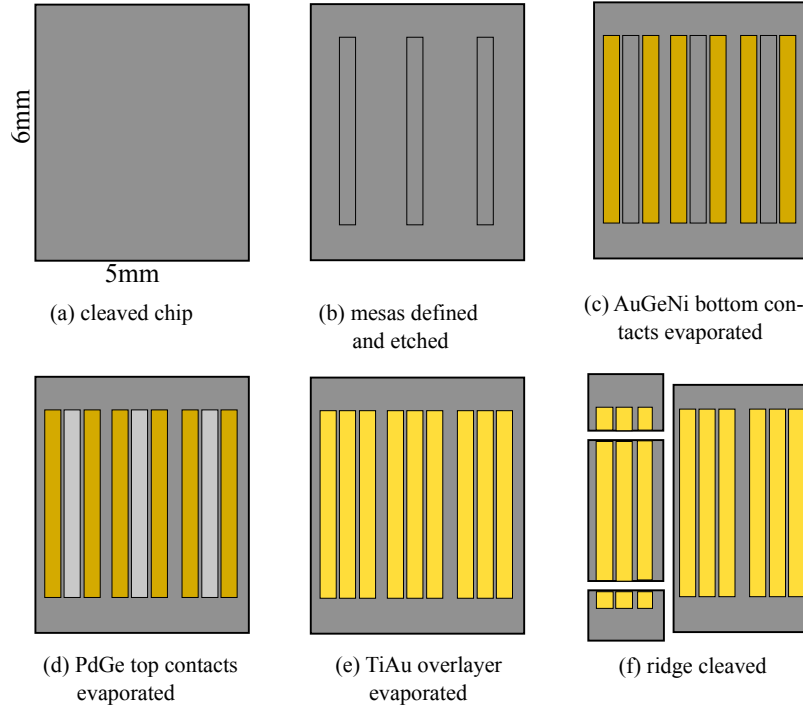 6mm
5mm
(a) cleaved chip
(b) mesas defined
and etched
(c) AuGeNi bottom con-
tacts evaporated
(d) PdGe top contacts
evaporated
(e) TiAu overlayer
evaporated
(f) ridge cleaved